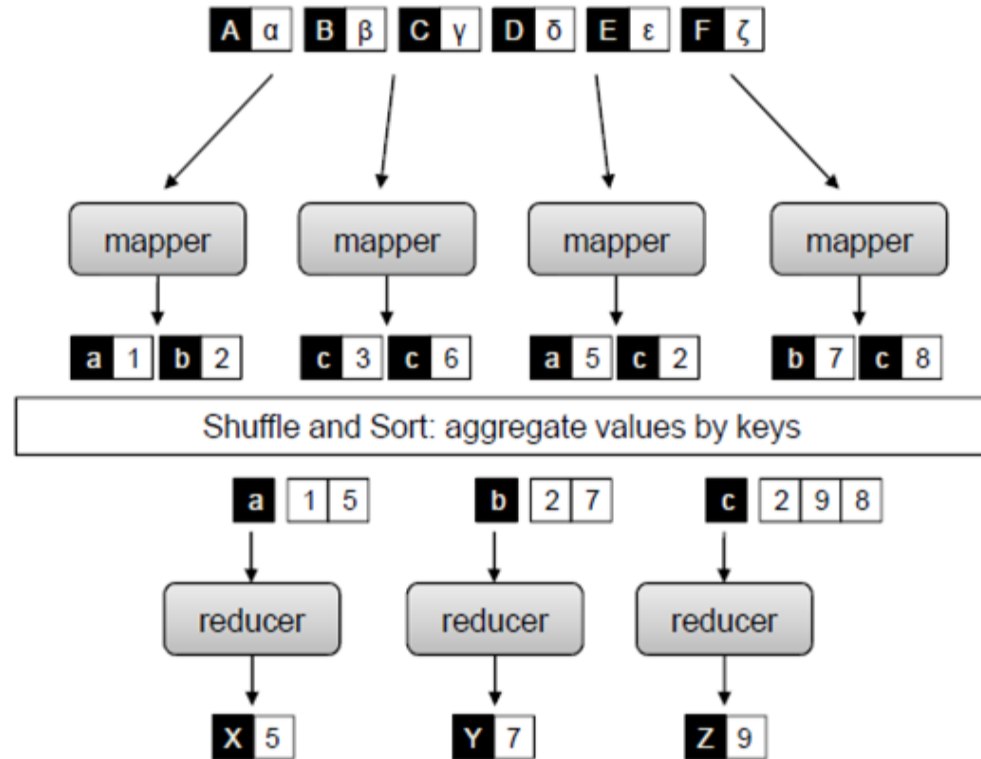 A α B β C γ D δ E ε F ζ
mapper mapper mapper mapper
a 1 b 2 c 3 c 6 a 5 c 2 b 7 c 8
Shuffle and Sort: aggregate values by keys
a 1 5 b 2 7 c 2 9 8
reducer reducer reducer
X 5 Y 7 Z 9